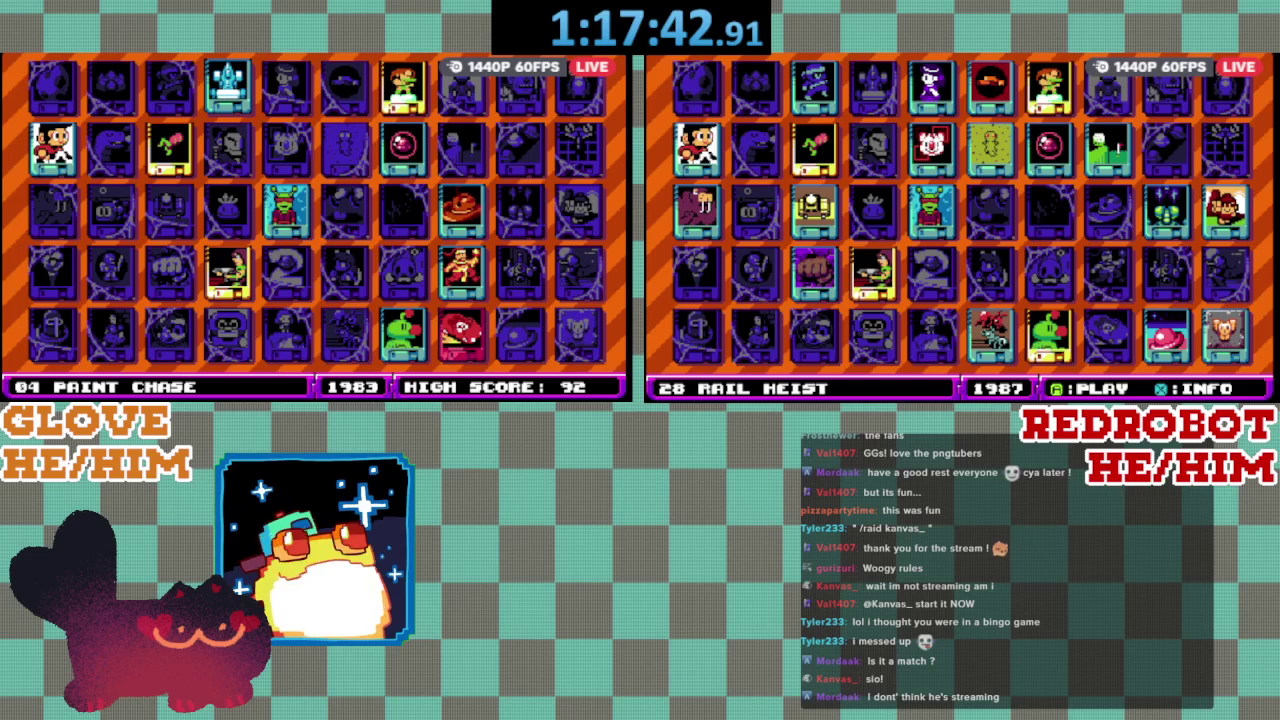 1:17:42.91
1440P 60FPS LIVE
1440P 60FPS LIVE
04 PAINT CHASE 1983 HIGH SCORE: 92
28 RAIL HEIST 1987 A:PLAY X:INFO
GLOVE
HE/HIM
REDROBOT
HE/HIM
the fans
Val1407: GGs! love the pngtubers
Mordaak: have a good rest everyone cya later !
Val1407: but its fun...
pizzapartytime: this was fun
Tyler233: " /raid kanvas_ "
Val1407: thank you for the stream !
gurizuri: Woogy rules
Kanvas_: wait im not streaming am i
Val1407: @Kanvas_ start it NOW
Tyler233: lol i thought you were in a bingo game
Tyler233: i messed up
Mordaak: Is it a match ?
Kanvas_: sio!
Mordaak: I dont' think he's streaming